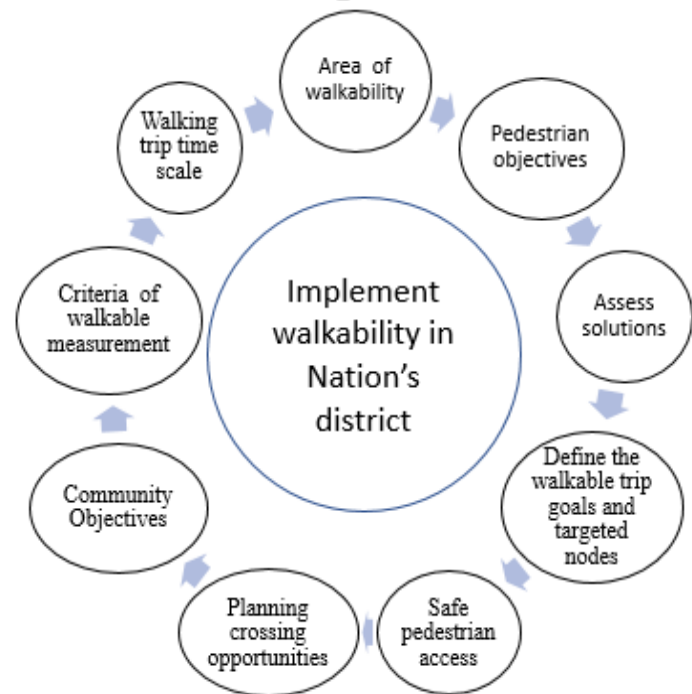 Area of
walkability
Pedestrian
objectives
Assess
solutions
Define the
walkable trip
goals and
targeted
nodes
Safe
pedestrian
access
Planning
crossing
opportunities
Community
Objectives
Criteria of
walkable
measurement
Walking
trip time
scale
Implement
walkability in
Nation’s
district